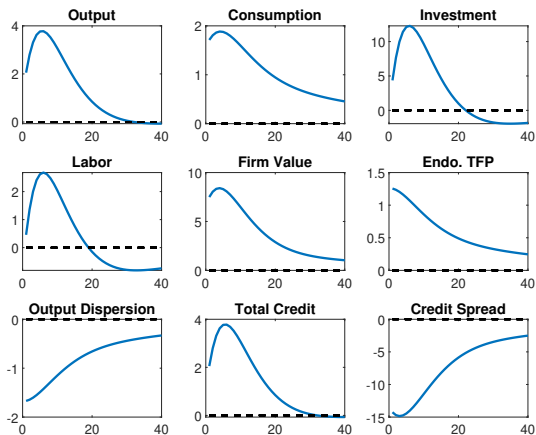 Output Consumption Investment
4 2 10
2 1 5
0 0 0
0 20 40 0 20 40 0 20 40
Labor Firm Value Endo. TFP
2 10 1.5
1 5 1
0 0 0.5
0
0 20 40 0 20 40 0 20 40
Output Dispersion Total Credit Credit Spread
0 4 0
-1 2 -5
-2 0 -10
-15
0 20 40 0 20 40 0 20 40